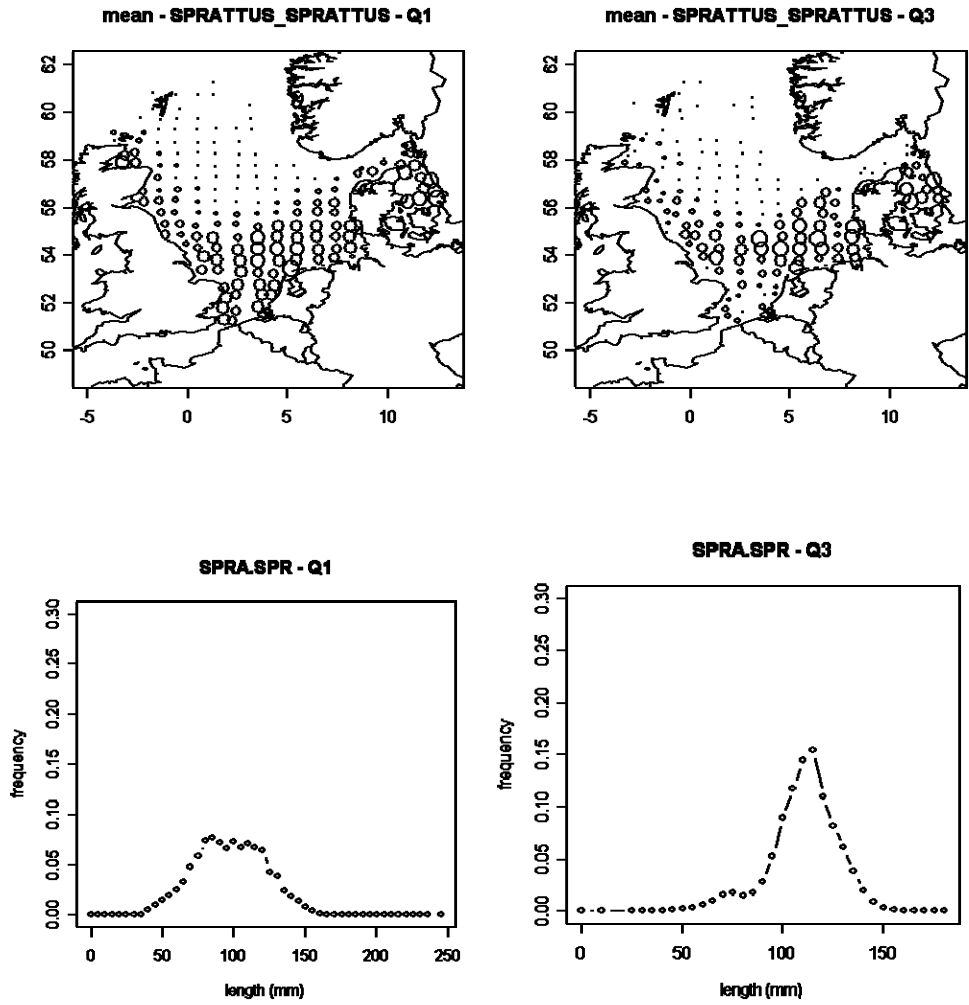 mean - SPRATTUS_SPRATTUS - Q1
mean - SPRATTUS_SPRATTUS - Q3
62
60
58
56
54
52
50
-5 0 5 10
62
60
58
56
54
52
50
-5 0 5 10
SPRA.SPR - Q1
SPRA.SPR - Q3
frequency
0.30
0.25
0.20
0.15
0.10
0.05
0.00
0 50 100 150 200 250
length (mm)
frequency
0.30
0.25
0.20
0.15
0.10
0.05
0.00
0 50 100 150
length (mm)